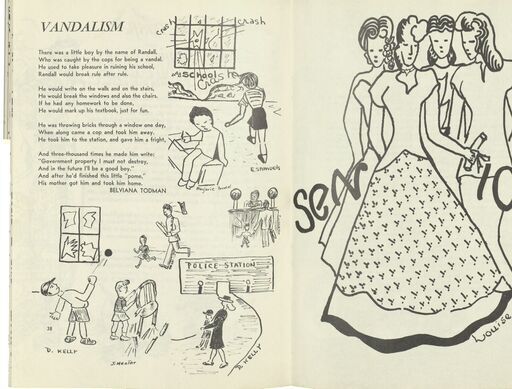 VANDALISM
There was a little boy by the name of Randall,
Who was caught by the cops for being a vandal.
He used to take pleasure in ruining his school,
Randall would break rule after rule.
He would write on the walls and on the stairs,
He would break the windows and also the chairs.
If he had any homework to be done,
He would mark up his textbook, just for fun.
He was throwing bricks through a window one day,
When along came a cop and took him away.
He took him to the station, and gave him a fright,
And three-thousand times he made him write:
"Government property I must not destroy,
And in the future I'll be a good boy."
And after he'd finished this little "pome,"
His mother got him and took him home.
BELVIANA TODMAN
crash
crash
school
E. Samuels
POLICE-STATION
38
D. KELLY
D. KELLY
Senr
Louise